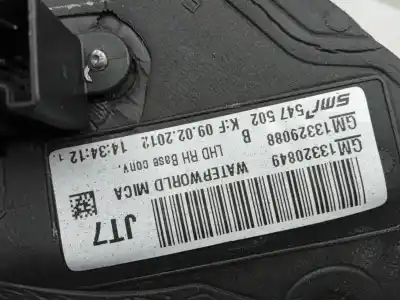 smr 547 502 K:F 09.02.2012 14:34:12
GM13329088 B
GM13320849 LHD RH Base conv.
WATERWORLD MICA
JT7